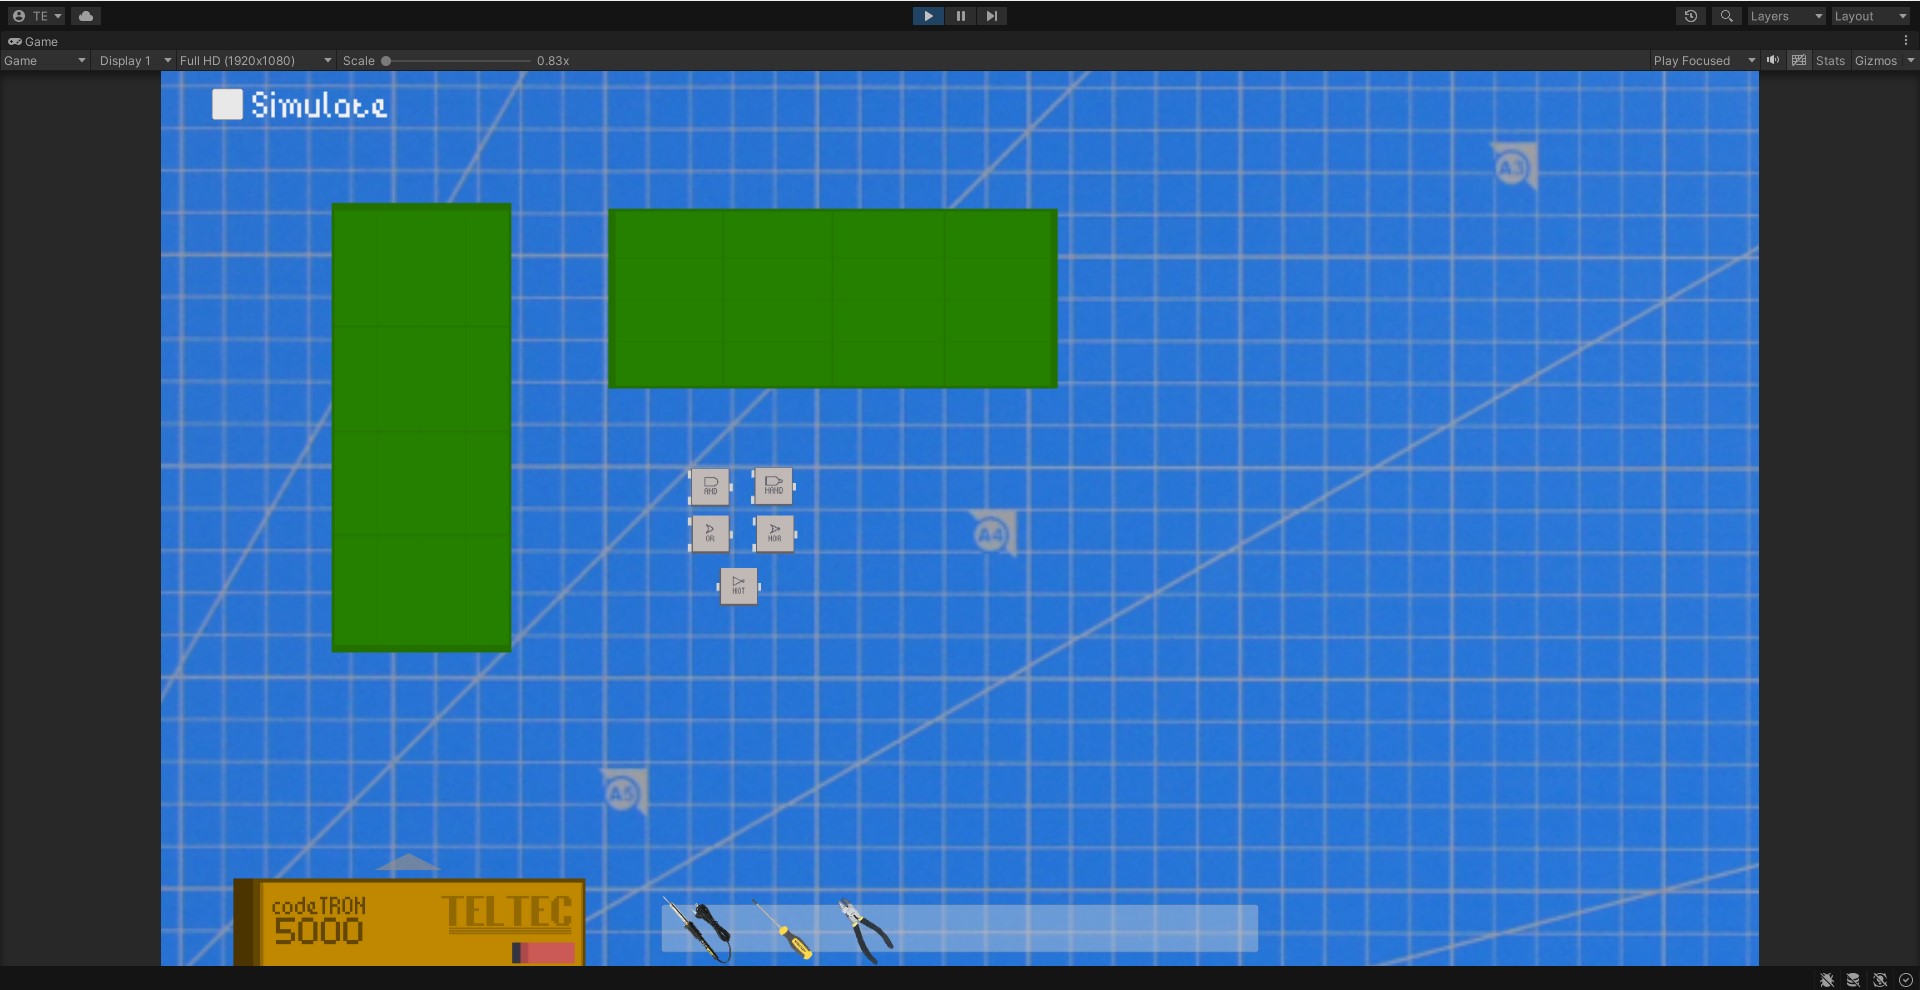 TE
Layers
Layout
Game
Game
Display 1
Full HD (1920x1080)
Scale
0.83x
Play Focused
Stats
Gizmos
Simulate
A3
AND
NAND
OR
NOR
A4
NOT
A5
codeTRON
5000
TELTEC